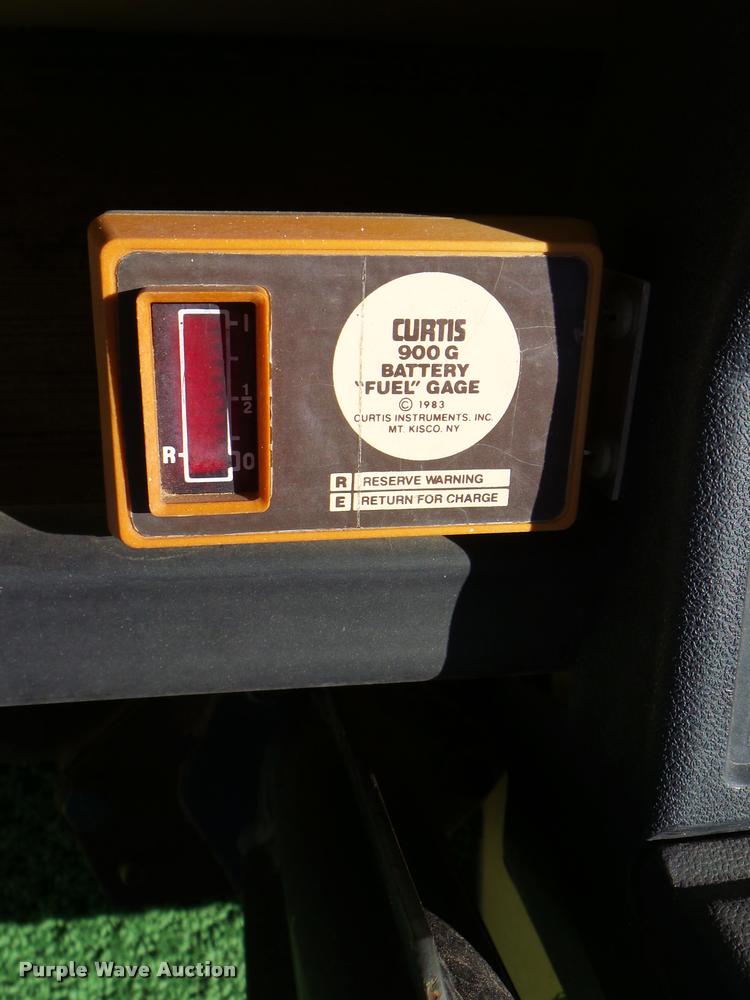 1
1/2
R
0
CURTIS
900 G
BATTERY
"FUEL" GAGE
© 1983
CURTIS INSTRUMENTS, INC.
MT. KISCO, NY
R RESERVE WARNING
E RETURN FOR CHARGE
Purple Wave Auction